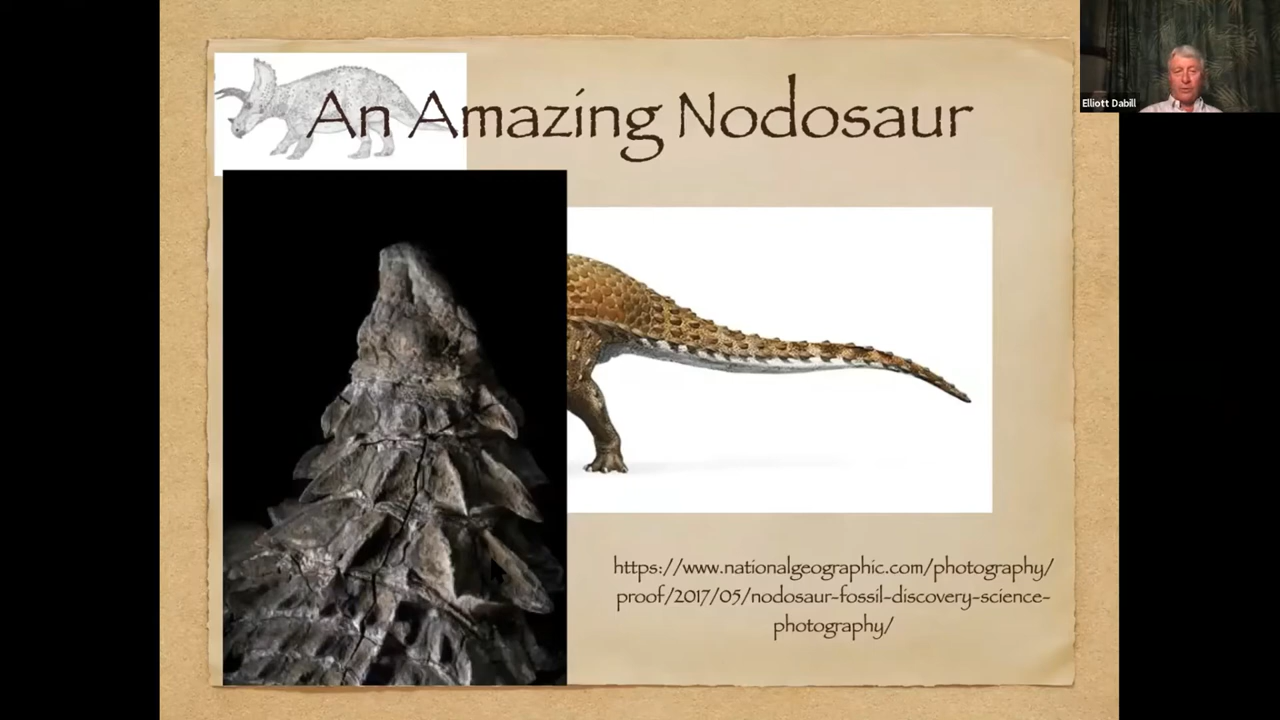 An Amazing Nodosaur
Elliott Dabill
https://www.nationalgeographic.com/photography/
proof/2017/05/nodosaur-fossil-discovery-science-
photography/